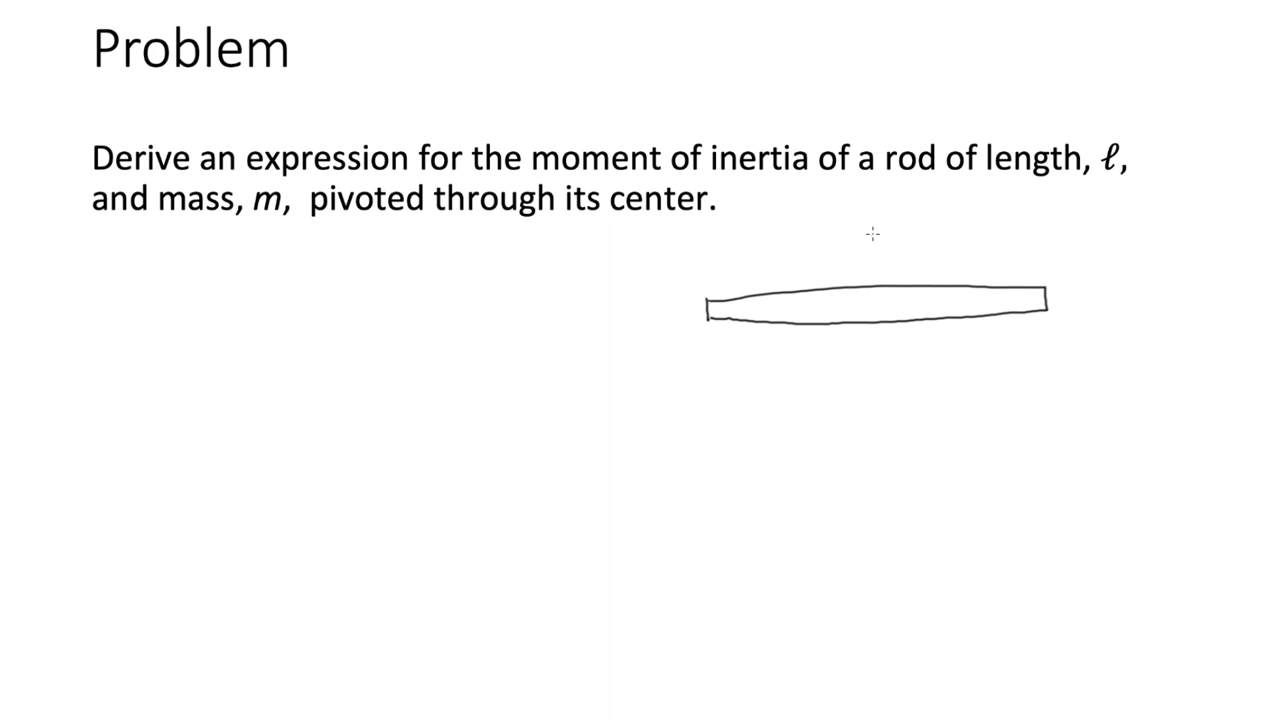 Problem
Derive an expression for the moment of inertia of a rod of length, ℓ,
and mass, m, pivoted through its center.